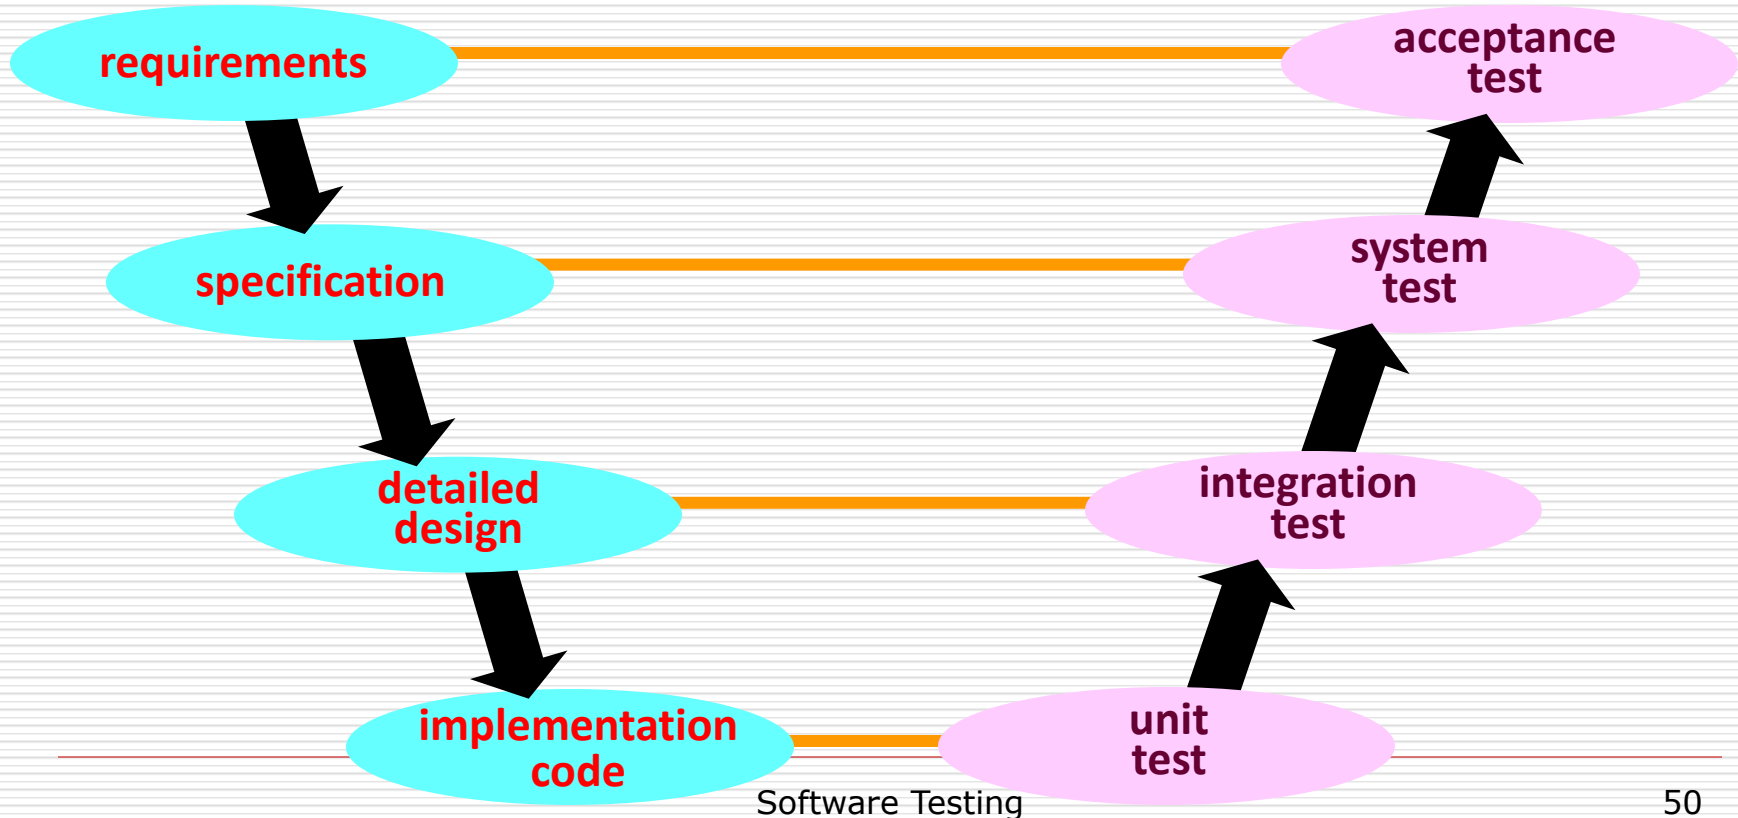 requirements
acceptance
test
specification
system
test
detailed
design
integration
test
implementation
code
unit
test
Software Testing
50